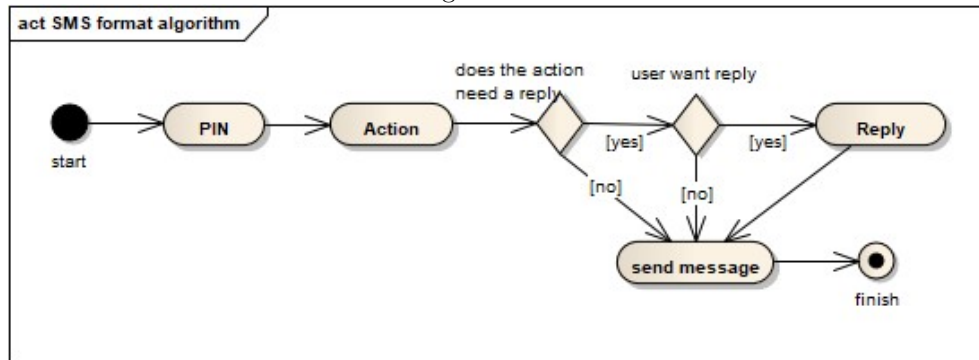 act SMS format algorithm
does the action
need a reply
user want reply
start
PIN
Action
[yes]
[yes]
Reply
[no]
[no]
send message
finish